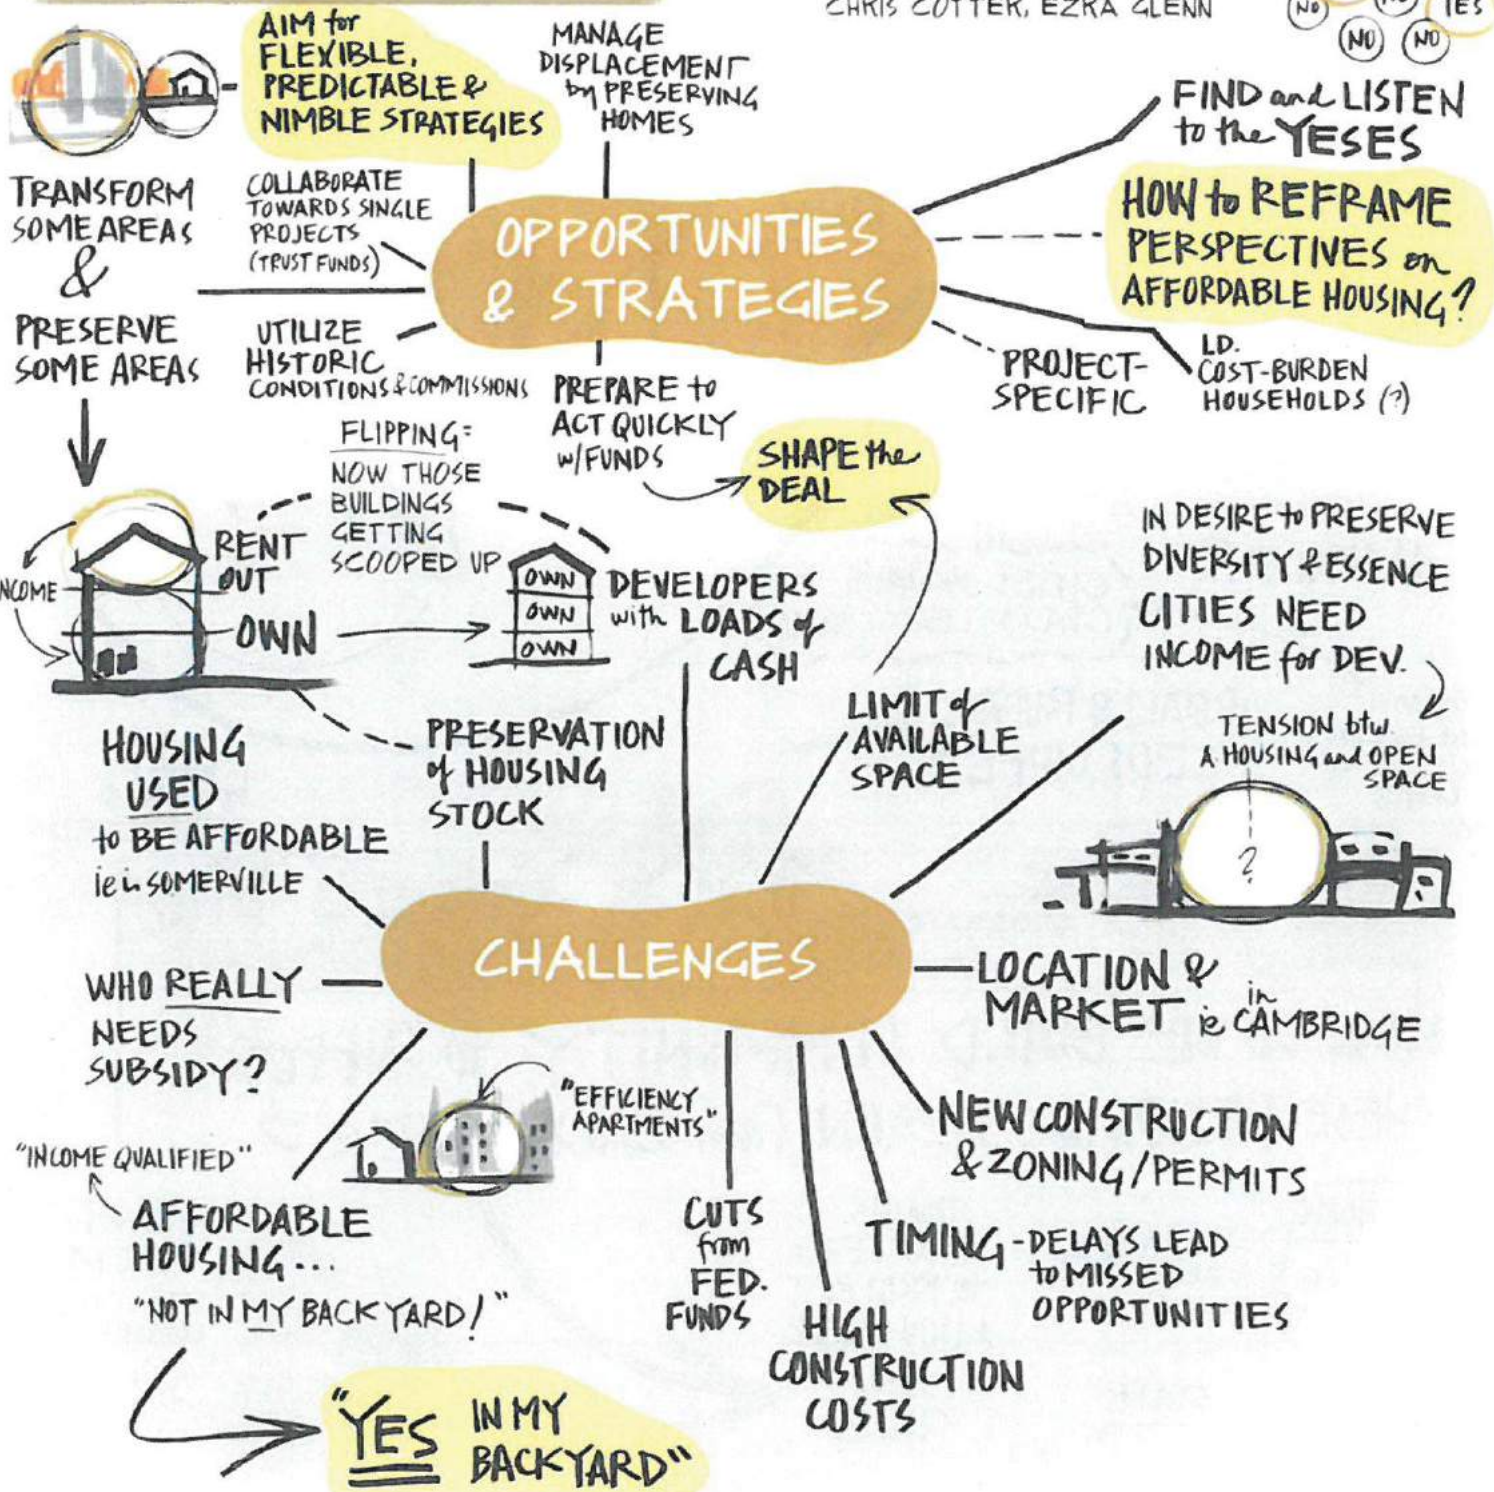 CHRIS COTTER, EZRA GLENN
NO
YES
NO
NO
AIM for
FLEXIBLE,
PREDICTABLE &
NIMBLE STRATEGIES
MANAGE
DISPLACEMENT
by PRESERVING
HOMES
FIND and LISTEN
to the YESES
TRANSFORM
SOME AREAS
&
PRESERVE
SOME AREAS
COLLABORATE
TOWARDS SINGLE
PROJECTS
(TRUST FUNDS)
OPPORTUNITIES
& STRATEGIES
HOW to REFRAME
PERSPECTIVES on
AFFORDABLE HOUSING?
UTILIZE
HISTORIC
CONDITIONS & COMMISSIONS
PREPARE to
ACT QUICKLY
w/FUNDS
PROJECT-
SPECIFIC
LD.
COST-BURDEN
HOUSEHOLDS (?)
FLIPPING =
NOW THOSE
BUILDINGS
GETTING
SCOOPED UP
SHAPE the
DEAL
NCOME
RENT
OUT
OWN
OWN
OWN
OWN
DEVELOPERS
with LOADS of
CASH
IN DESIRE to PRESERVE
DIVERSITY & ESSENCE
CITIES NEED
INCOME for DEV.
TENSION btw.
A. HOUSING and OPEN
SPACE
?
HOUSING
USED
to BE AFFORDABLE
ie in SOMERVILLE
PRESERVATION
of HOUSING
STOCK
LIMIT of
AVAILABLE
SPACE
CHALLENGES
WHO REALLY
NEEDS
SUBSIDY?
LOCATION &
MARKET ie in CAMBRIDGE
"EFFICIENCY
APARTMENTS"
"INCOME QUALIFIED"
AFFORDABLE
HOUSING...
"NOT IN MY BACK YARD!"
"YES IN MY
BACKYARD"
CUTS
from
FED.
FUNDS
HIGH
CONSTRUCTION
COSTS
TIMING - DELAYS LEAD
to MISSED
OPPORTUNITIES
NEW CONSTRUCTION
& ZONING/PERMITS